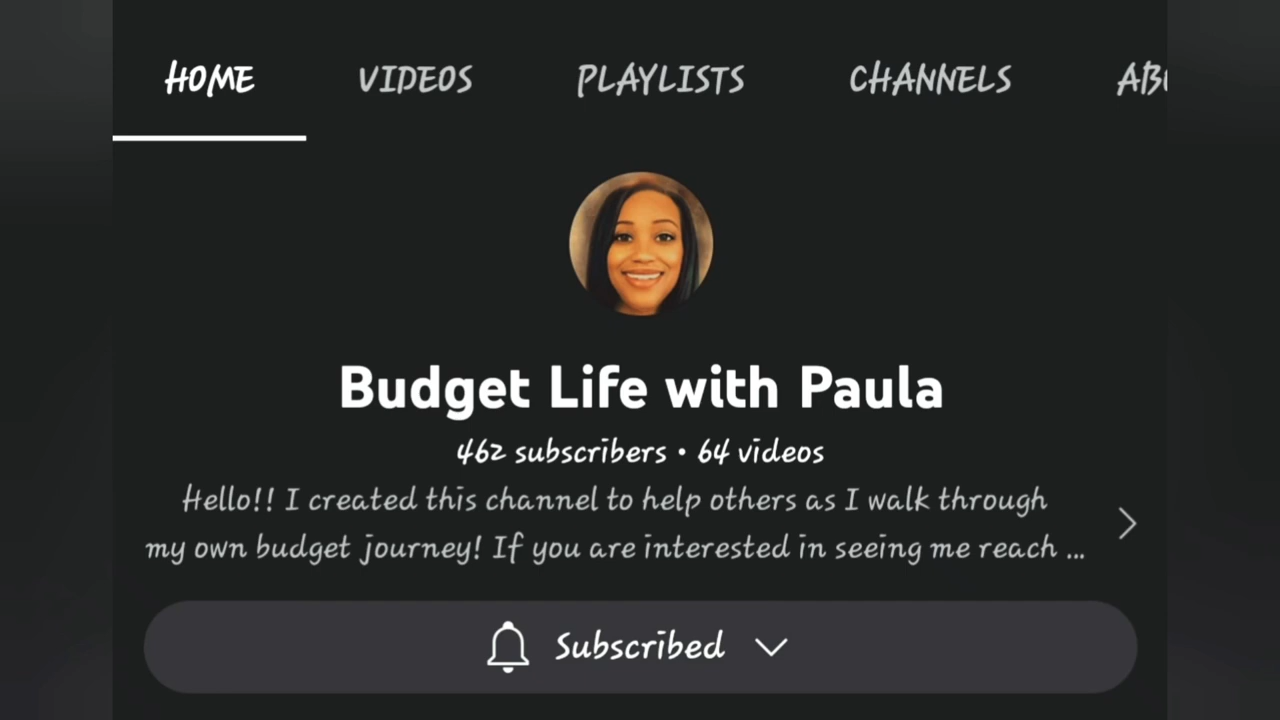 HOME VIDEOS PLAYLISTS CHANNELS
Budget Life with Paula
462 subscribers • 64 videos
Hello!! I created this channel to help others as I walk through
my own budget journey! If you are interested in seeing me reach ...
Subscribed